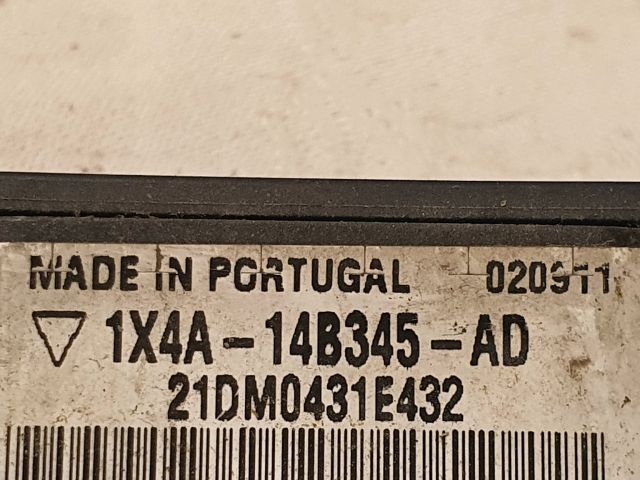 MADE IN PORTUGAL 020911
1X4A-14B345-AD
21DM0431E432